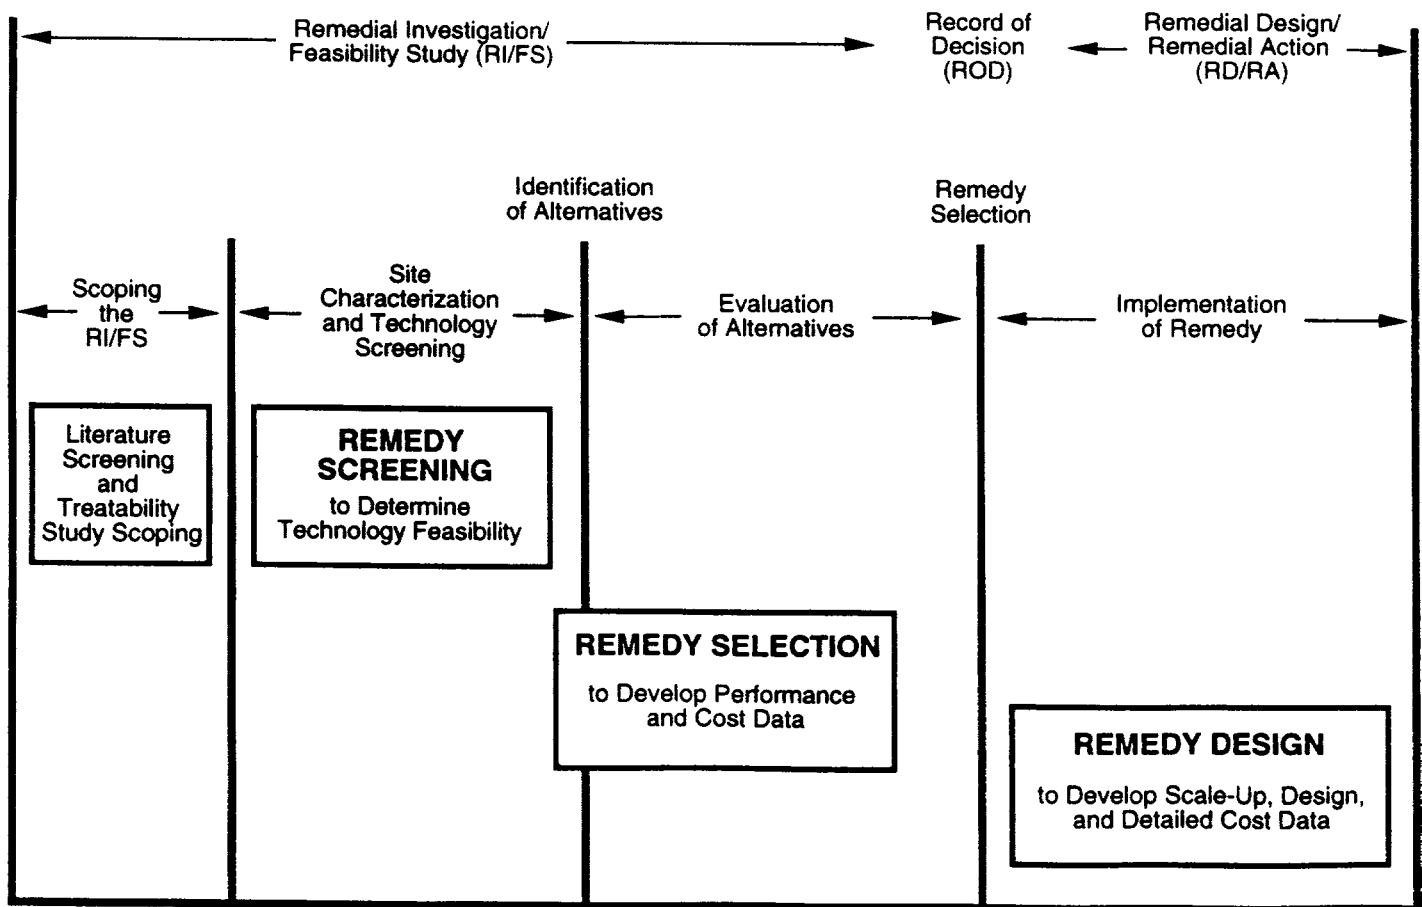 Remedial Investigation/
Feasibility Study (RI/FS)
Record of
Decision
(ROD)
Remedial Design/
Remedial Action
(RD/RA)
Identification
of Alternatives
Remedy
Selection
Scoping
the
RI/FS
Site
Characterization
and Technology
Screening
Evaluation
of Alternatives
Implementation
of Remedy
Literature
Screening
and
Treatability
Study Scoping
REMEDY
SCREENING
to Determine
Technology Feasibility
REMEDY SELECTION
to Develop Performance
and Cost Data
REMEDY DESIGN
to Develop Scale-Up, Design,
and Detailed Cost Data